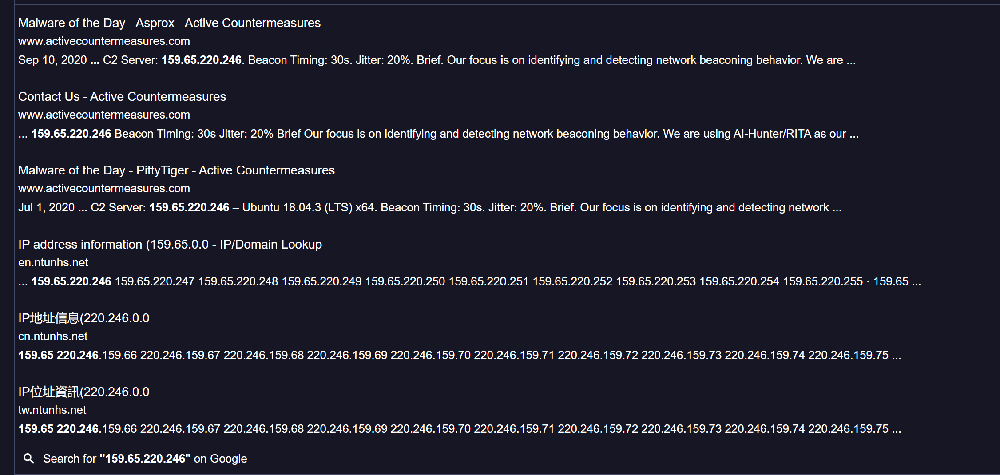 Malware of the Day - Asprox - Active Countermeasures
www.activecountermeasures.com
Sep 10, 2020 ... C2 Server: 159.65.220.246. Beacon Timing: 30s. Jitter: 20%. Brief. Our focus is on identifying and detecting network beaconing behavior. We are ...
Contact Us - Active Countermeasures
www.activecountermeasures.com
... 159.65.220.246 Beacon Timing: 30s Jitter: 20% Brief Our focus is on identifying and detecting network beaconing behavior. We are using AI-Hunter/RITA as our ...
Malware of the Day - PittyTiger - Active Countermeasures
www.activecountermeasures.com
Jul 1, 2020 ... C2 Server: 159.65.220.246 – Ubuntu 18.04.3 (LTS) x64. Beacon Timing: 30s. Jitter: 20%. Brief. Our focus is on identifying and detecting network ...
IP address information (159.65.0.0 - IP/Domain Lookup
en.ntunhs.net
... 159.65.220.246 159.65.220.247 159.65.220.248 159.65.220.249 159.65.220.250 159.65.220.251 159.65.220.252 159.65.220.253 159.65.220.254 159.65.220.255 · 159.65 ...
IP地址信息(220.246.0.0
cn.ntunhs.net
159.65 220.246.159.66 220.246.159.67 220.246.159.68 220.246.159.69 220.246.159.70 220.246.159.71 220.246.159.72 220.246.159.73 220.246.159.74 220.246.159.75 ...
IP位址資訊(220.246.0.0
tw.ntunhs.net
159.65 220.246.159.66 220.246.159.67 220.246.159.68 220.246.159.69 220.246.159.70 220.246.159.71 220.246.159.72 220.246.159.73 220.246.159.74 220.246.159.75 ...
Search for "159.65.220.246" on Google